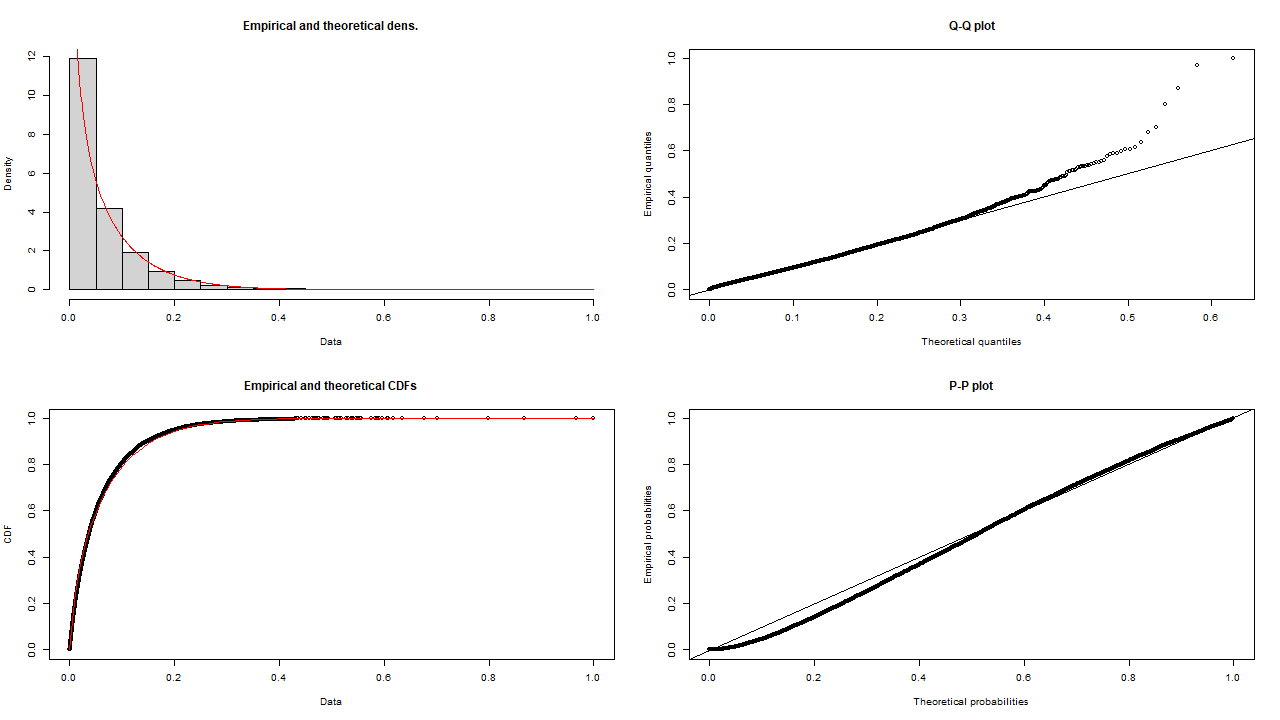 Empirical and theoretical dens.
Density
0 2 4 6 8 10 12
0.0 0.2 0.4 0.6 0.8 1.0
Data
Q-Q plot
Empirical quantiles
0.0 0.2 0.4 0.6 0.8 1.0
0.0 0.1 0.2 0.3 0.4 0.5 0.6
Theoretical quantiles
Empirical and theoretical CDFs
CDF
0.0 0.2 0.4 0.6 0.8 1.0
0.0 0.2 0.4 0.6 0.8 1.0
Data
P-P plot
Empirical probabilities
0.0 0.2 0.4 0.6 0.8 1.0
0.0 0.2 0.4 0.6 0.8 1.0
Theoretical probabilities